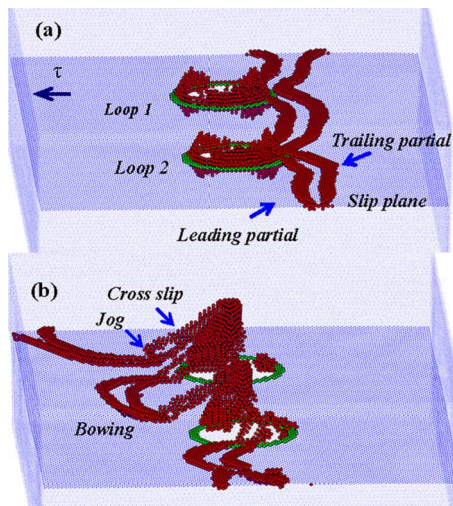 (a)
τ
Loop 1
Trailing partial
Loop 2
Slip plane
Leading partial
(b)
Cross slip
Jog
Bowing